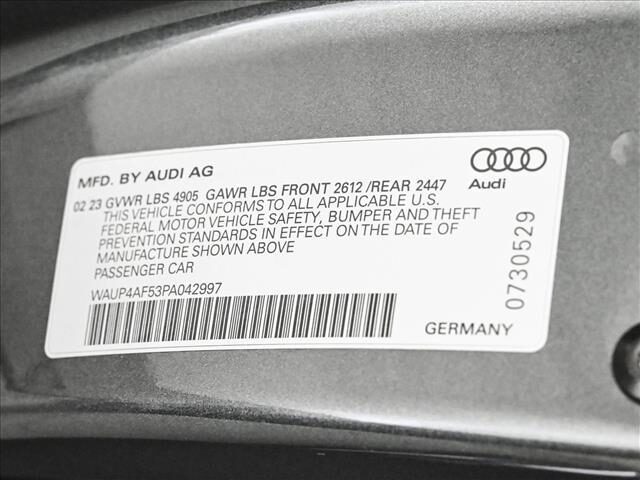 MFD. BY AUDI AG
02 23 GVWR LBS 4905 GAWR LBS FRONT 2612 /REAR 2447
THIS VEHICLE CONFORMS TO ALL APPLICABLE U.S.
FEDERAL MOTOR VEHICLE SAFETY, BUMPER AND THEFT
PREVENTION STANDARDS IN EFFECT ON THE DATE OF
MANUFACTURE SHOWN ABOVE
PASSENGER CAR
WAUP4AF53PA042997
GERMANY
Audi
0730529